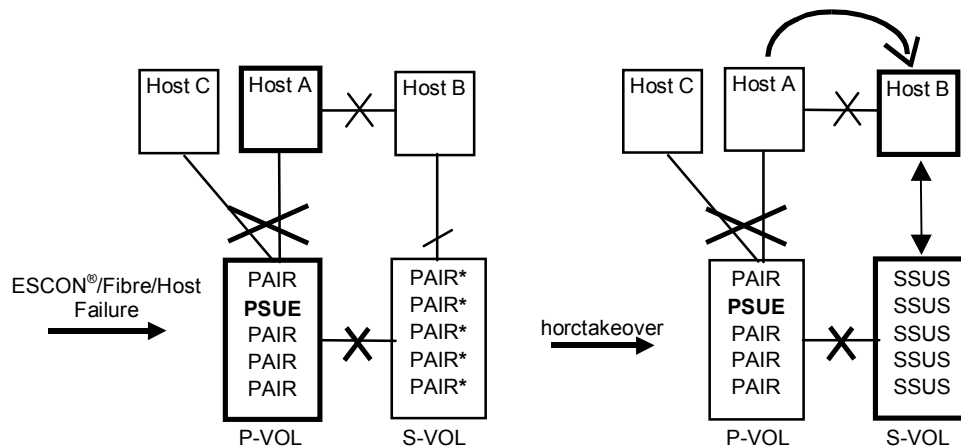 Host C
Host A
Host B
ESCON®/Fibre/Host
Failure
PAIR
PSUE
PAIR
PAIR
PAIR
P-VOL
PAIR*
PAIR*
PAIR*
PAIR*
PAIR*
S-VOL
horctakeover
Host C
Host A
Host B
PAIR
PSUE
PAIR
PAIR
PAIR
P-VOL
SSUS
SSUS
SSUS
SSUS
SSUS
S-VOL